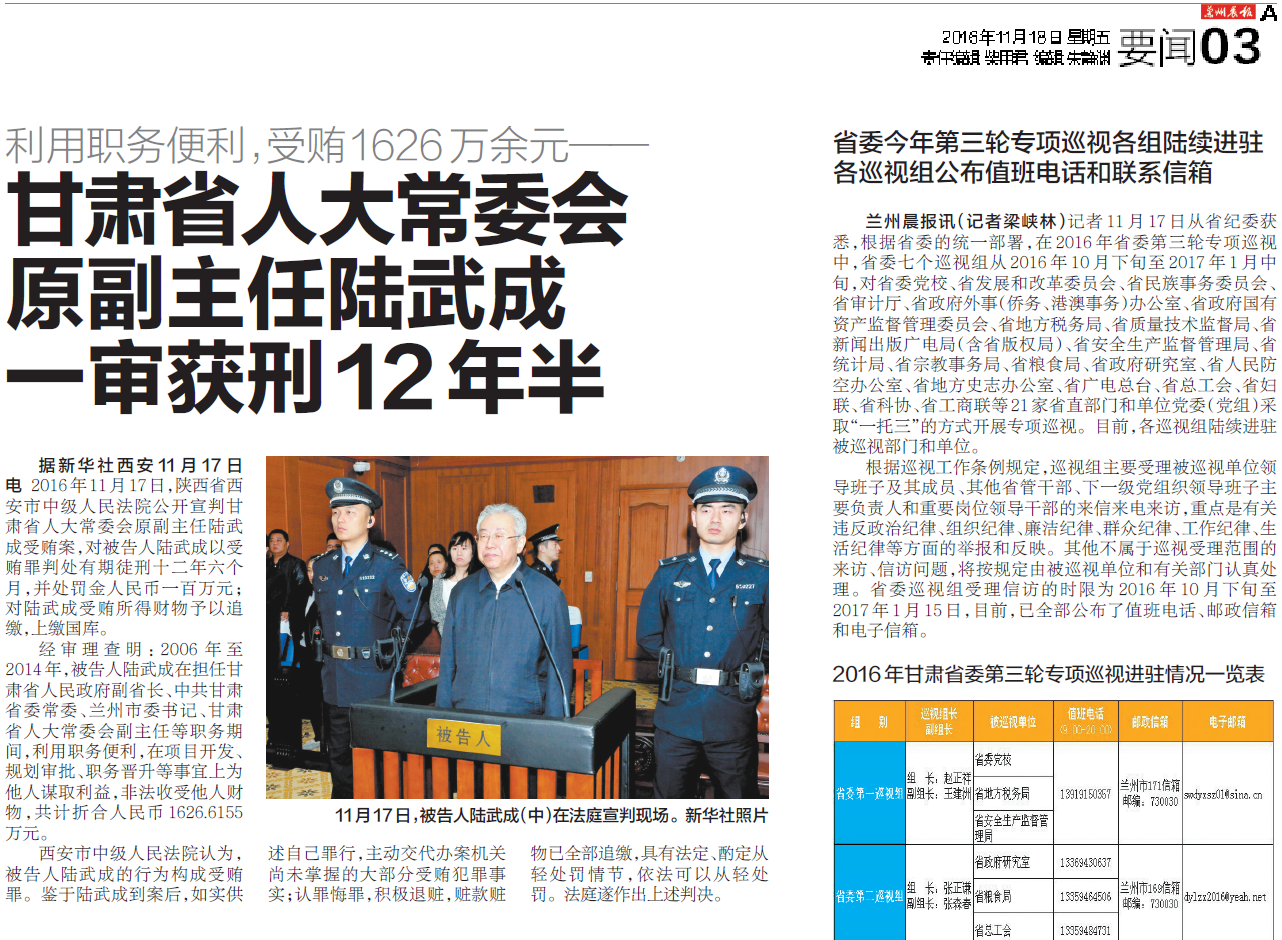 兰州晨报 A
2016年11月18日 星期五
要闻03
利用职务便利,受贿1626万余元——
甘肃省人大常委会
原副主任陆武成
一审获刑12年半
据新华社西安11月17日
电 2016年11月17日,陕西省西
安市中级人民法院公开宣判甘
肃省人大常委会原副主任陆武
成受贿案,对被告人陆武成以受
贿罪判处有期徒刑十二年六个
月,并处罚金人民币一百万元;
对陆武成受贿所得财物予以追
缴,上缴国库。
经审理查明:2006年至
2014年,被告人陆武成在担任甘
肃省人民政府副省长、中共甘肃
省委常委、兰州市委书记、甘肃
省人大常委会副主任等职务期
间,利用职务便利,在项目开发、
规划审批、职务晋升等事宜上为
他人谋取利益,非法收受他人财
物,共计折合人民币1626.6155
万元。
西安市中级人民法院认为,
被告人陆武成的行为构成受贿
罪。鉴于陆武成到案后,如实供
被告人
11月17日,被告人陆武成(中)在法庭宣判现场。新华社照片
述自己罪行,主动交代办案机关
尚未掌握的大部分受贿犯罪事
实;认罪悔罪,积极退赃,赃款赃
物已全部追缴,具有法定、酌定从
轻处罚情节,依法可以从轻处
罚。法庭遂作出上述判决。
省委今年第三轮专项巡视各组陆续进驻
各巡视组公布值班电话和联系信箱
兰州晨报讯(记者梁峡林)记者11月17日从省纪委获
悉,根据省委的统一部署,在2016年省委第三轮专项巡视
中,省委七个巡视组从2016年10月下旬至2017年1月中
旬,对省委党校、省发展和改革委员会、省民族事务委员会、
省审计厅、省政府外事(侨务、港澳事务)办公室、省政府国有
资产监督管理委员会、省地方税务局、省质量技术监督局、省
新闻出版广电局(含省版权局)、省安全生产监督管理局、省
统计局、省宗教事务局、省粮食局、省政府研究室、省人民防
空办公室、省地方史志办公室、省广电总台、省总工会、省妇
联、省科协、省工商联等21家省直部门和单位党委(党组)采
取“一托三”的方式开展专项巡视。目前,各巡视组陆续进驻
被巡视部门和单位。
根据巡视工作条例规定,巡视组主要受理被巡视单位领
导班子及其成员、其他省管干部、下一级党组织领导班子主
要负责人和重要岗位领导干部的来信来电来访,重点是有关
违反政治纪律、组织纪律、廉洁纪律、群众纪律、工作纪律、生
活纪律等方面的举报和反映。其他不属于巡视受理范围的
来访、信访问题,将按规定由被巡视单位和有关部门认真处
理。省委巡视组受理信访的时限为2016年10月下旬至
2017年1月15日,目前,已全部公布了值班电话、邮政信箱
和电子信箱。
2016年甘肃省委第三轮专项巡视进驻情况一览表
组 别 巡视组长 副组长 被巡视单位 值班电话 (9:00-20:00) 邮政信箱 电子邮箱
省委第一巡视组 组 长:赵正祥 副组长:王建洲 省委党校 省地方税务局 省安全生产监督管理局 13919150357 兰州市171信箱 邮编:730030 swdyxsz01@sina.cn
省委第二巡视组 组 长:张正谦 副组长:张森春 省政府研究室 13369430637 兰州市169信箱 邮编:730030 dylzz2016@yeah.net
省粮食局 13359464506
省总工会 13359484731